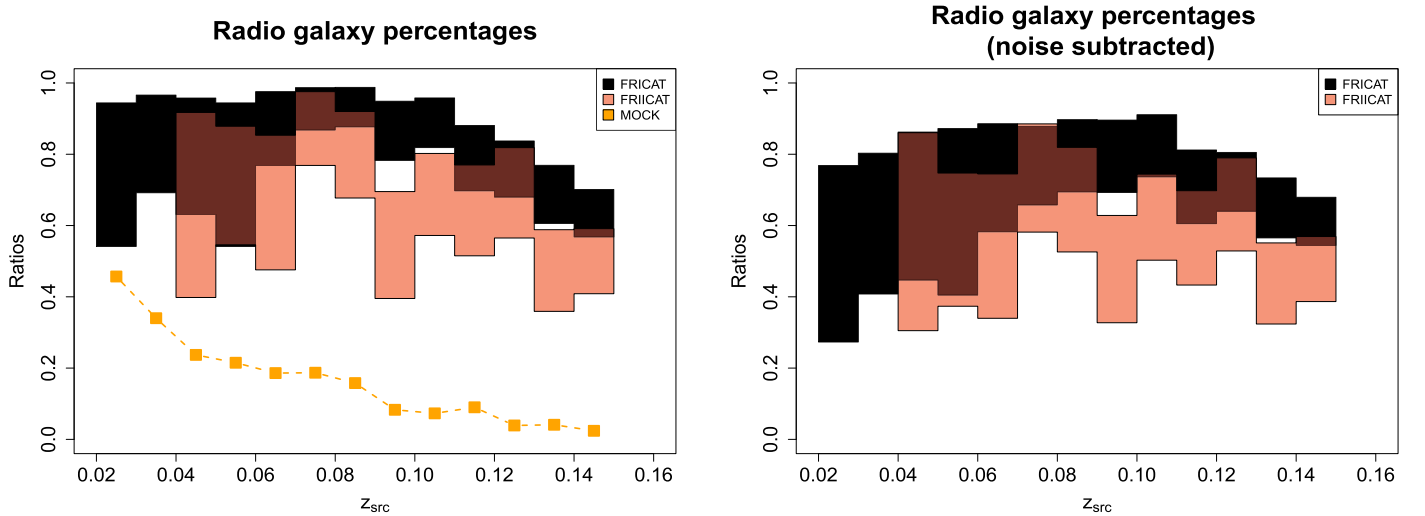 Radio galaxy percentages
FRICAT
FRIICAT
MOCK
Ratios
1.0
0.8
0.6
0.4
0.2
0.0
0.02 0.04 0.06 0.08 0.10 0.12 0.14 0.16
zsrc
Radio galaxy percentages
(noise subtracted)
FRICAT
FRIICAT
Ratios
1.0
0.8
0.6
0.4
0.2
0.0
0.02 0.04 0.06 0.08 0.10 0.12 0.14 0.16
zsrc